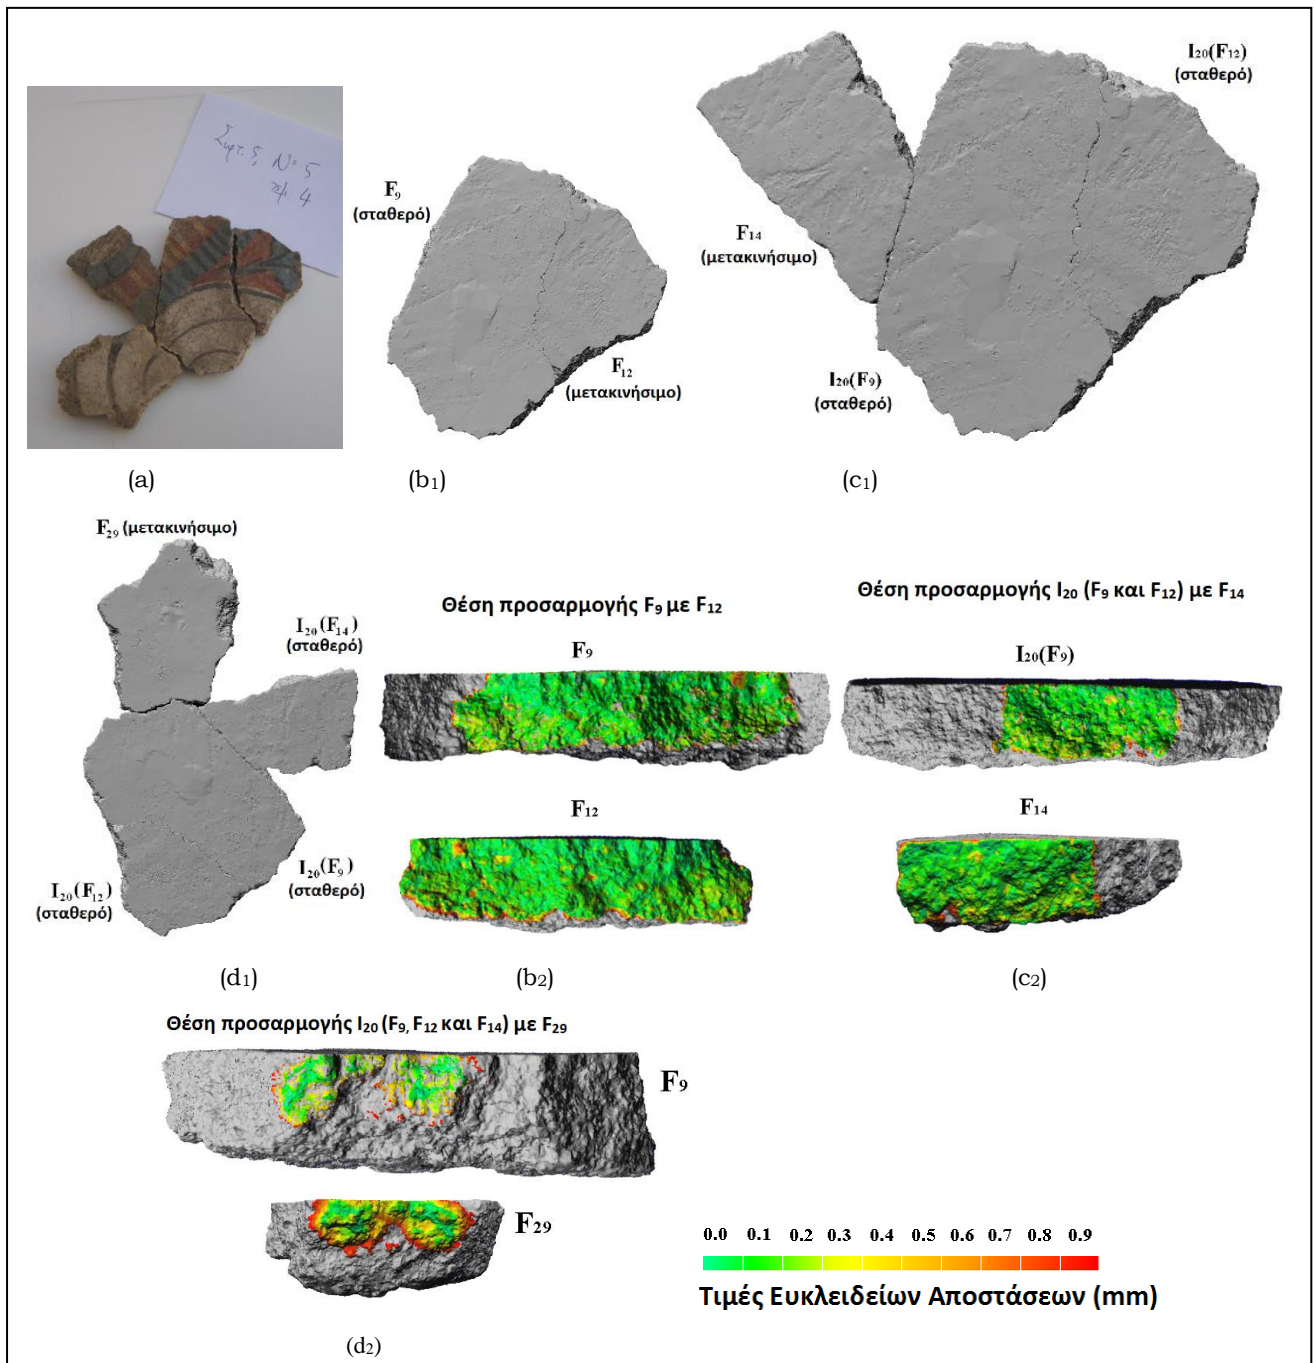 Συρτ. 5, Nº 5
I₂₀(F₁₂)
(σταθερό)
F₉
(σταθερό)
F₁₄
(μετακινήσιμο)
F₁₂
(μετακινήσιμο)
I₂₀(F₉)
(σταθερό)
(a)
(b₁)
(c₁)
F₂₉ (μετακινήσιμο)
I₂₀(F₁₄)
(σταθερό)
I₂₀(F₁₂)
(σταθερό)
I₂₀(F₉)
(σταθερό)
Θέση προσαρμογής F₉ με F₁₂
F₉
F₁₂
Θέση προσαρμογής I₂₀ (F₉ και F₁₂) με F₁₄
I₂₀(F₉)
F₁₄
(d₁)
(b₂)
(c₂)
Θέση προσαρμογής I₂₀ (F₉, F₁₂ και F₁₄) με F₂₉
F₉
F₂₉
0.0 0.1 0.2 0.3 0.4 0.5 0.6 0.7 0.8 0.9
Τιμές Ευκλειδείων Αποστάσεων (mm)
(d₂)